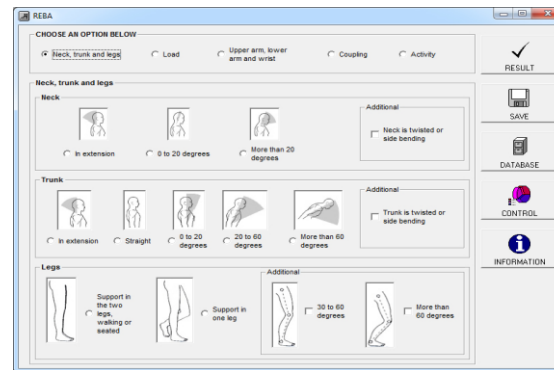 REBA
CHOOSE AN OPTION BELOW
Neck, trunk and legs
Load
Upper arm, lower
arm and wrist
Coupling
Activity
RESULT
SAVE
DATABASE
CONTROL
INFORMATION
Neck, trunk and legs
Neck
In extension
0 to 20 degrees
More than 20
degrees
Additional
Neck is twisted or
side bending
Trunk
In extension
Straight
0 to 20
degrees
20 to 60
degrees
More than 60
degrees
Additional
Trunk is twisted or
side bending
Legs
Support in
the two
legs,
walking or
seated
Support in
one leg
Additional
30 to 60
degrees
More than
60 degrees